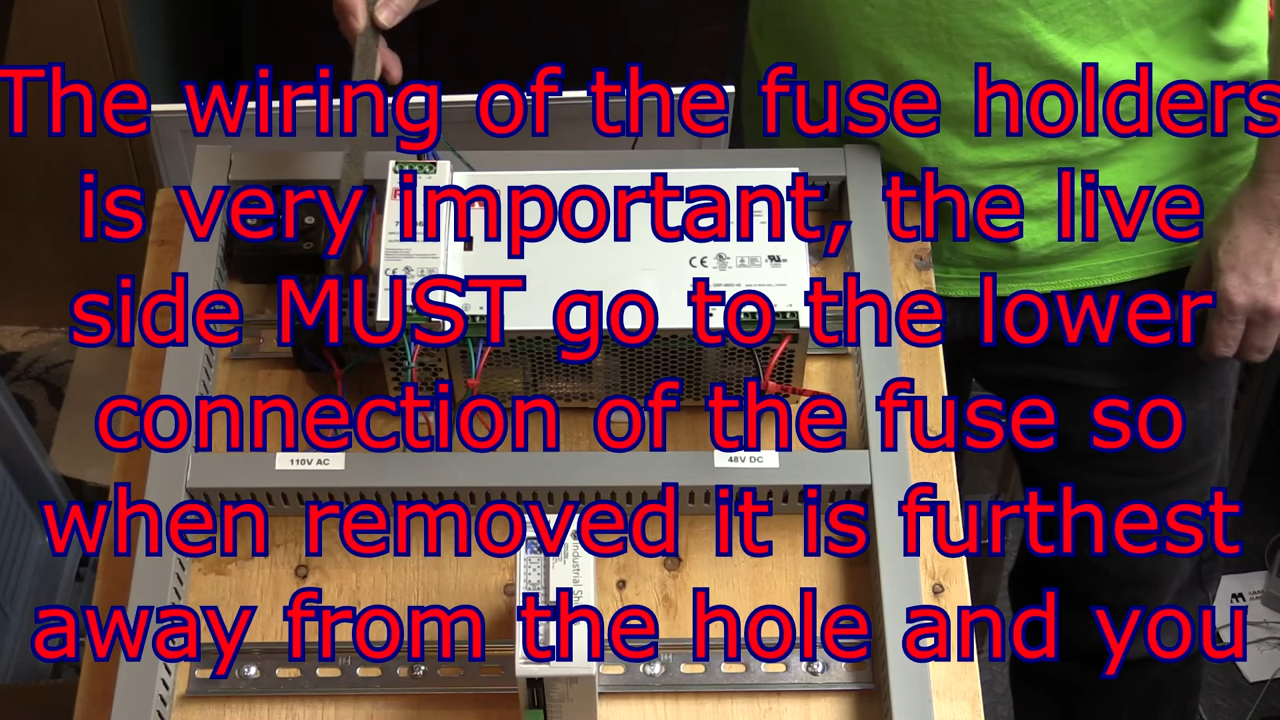 The wiring of the fuse holders
is very important, the live
side MUST go to the lower
connection of the fuse so
when removed it is furthest
away from the hole and you
110V AC
48V DC